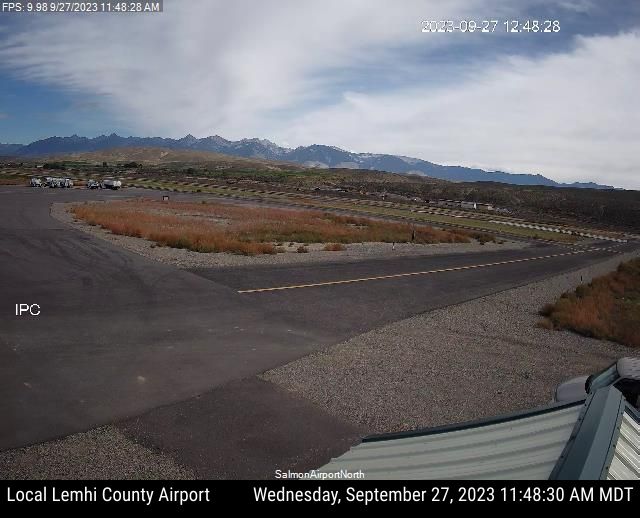 FPS: 9.98 9/27/2023 11:48:28 AM
2023-09-27 12:48:28
IPC
SalmonAirportNorth
Local Lemhi County Airport Wednesday, September 27, 2023 11:48:30 AM MDT